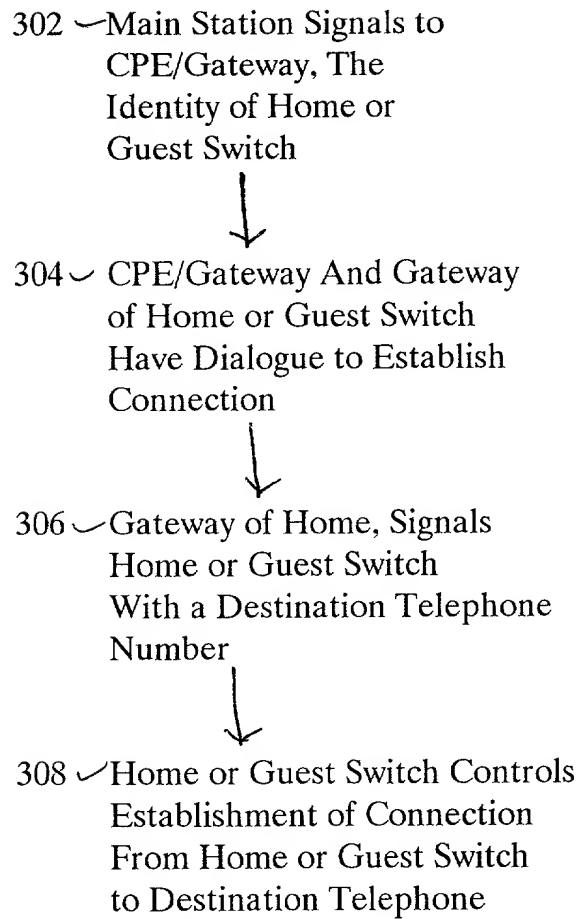 302 Main Station Signals to
CPE/Gateway, The
Identity of Home or
Guest Switch
304 CPE/Gateway And Gateway
of Home or Guest Switch
Have Dialogue to Establish
Connection
306 Gateway of Home, Signals
Home or Guest Switch
With a Destination Telephone
Number
308 Home or Guest Switch Controls
Establishment of Connection
From Home or Guest Switch
to Destination Telephone